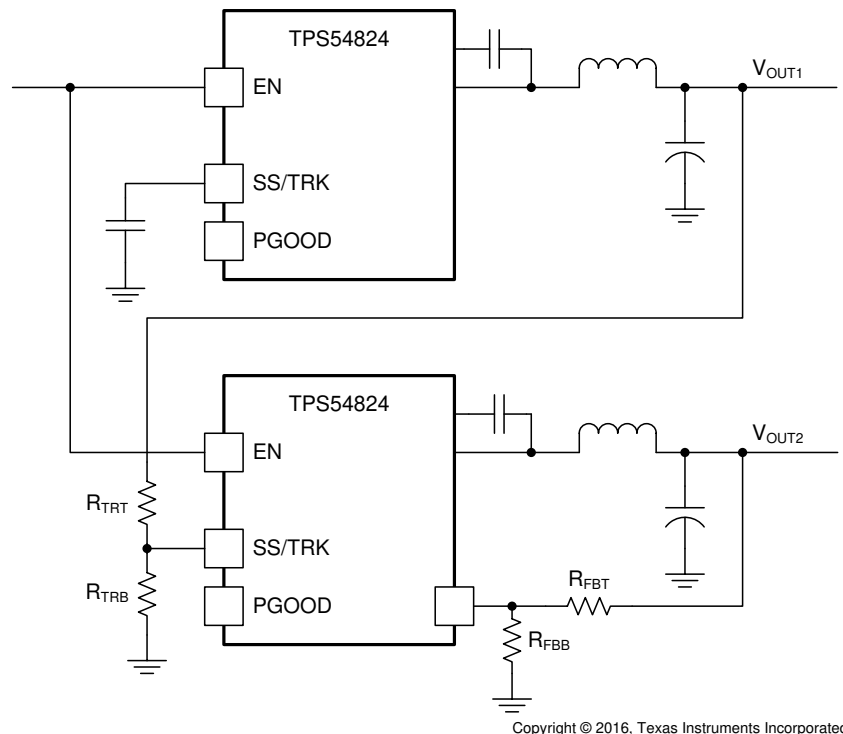 TPS54824
EN
SS/TRK
PGOOD
VOUT1
TPS54824
EN
SS/TRK
PGOOD
VOUT2
RTRT
RTRB
RFBT
RFBB
Copyright © 2016, Texas Instruments Incorporated